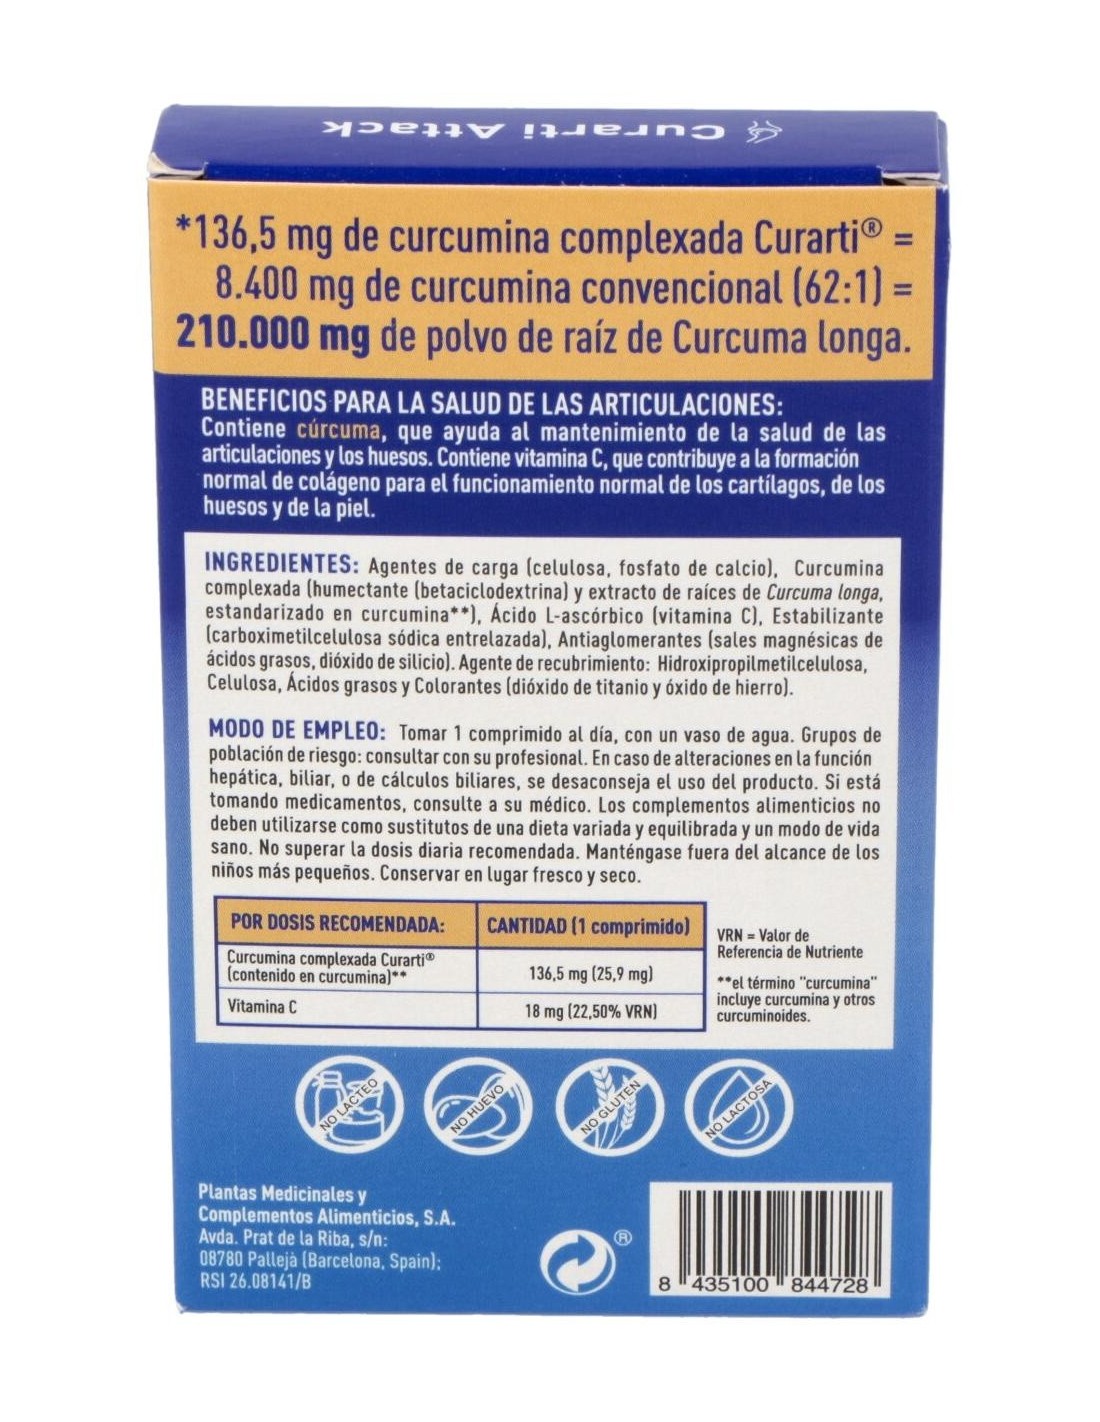 Curarti Attack
*136,5 mg de curcumina complexada Curarti® =
8.400 mg de curcumina convencional (62:1) =
210.000 mg de polvo de raíz de Curcuma longa.
BENEFICIOS PARA LA SALUD DE LAS ARTICULACIONES:
Contiene cúrcuma, que ayuda al mantenimiento de la salud de las
articulaciones y los huesos. Contiene vitamina C, que contribuye a la formación
normal de colágeno para el funcionamiento normal de los cartílagos, de los
huesos y de la piel.
INGREDIENTES: Agentes de carga (celulosa, fosfato de calcio), Curcumina
complexada (humectante (betaciclodextrina) y extracto de raíces de Curcuma longa,
estandarizado en curcumina**), Ácido L-ascórbico (vitamina C), Estabilizante
(carboximetilcelulosa sódica entrelazada), Antiaglomerantes (sales magnésicas de
ácidos grasos, dióxido de silicio). Agente de recubrimiento: Hidroxipropilmetilcelulosa,
Celulosa, Ácidos grasos y Colorantes (dióxido de titanio y óxido de hierro).
MODO DE EMPLEO: Tomar 1 comprimido al día, con un vaso de agua. Grupos de
población de riesgo: consultar con su profesional. En caso de alteraciones en la función
hepática, biliar, o de cálculos biliares, se desaconseja el uso del producto. Si está
tomando medicamentos, consulte a su médico. Los complementos alimenticios no
deben utilizarse como sustitutos de una dieta variada y equilibrada y un modo de vida
sano. No superar la dosis diaria recomendada. Manténgase fuera del alcance de los
niños más pequeños. Conservar en lugar fresco y seco.
POR DOSIS RECOMENDADA: CANTIDAD (1 comprimido)
Curcumina complexada Curarti®
(contenido en curcumina)** 136,5 mg (25,9 mg)
Vitamina C 18 mg (22,50% VRN)
VRN = Valor de
Referencia de Nutriente
**el término "curcumina"
incluye curcumina y otros
curcuminoides.
NO LACTEO
NO HUEVO
NO GLUTEN
NO LACTOSA
Plantas Medicinales y
Complementos Alimenticios, S.A.
Avda. Prat de la Riba, s/n:
08780 Pallejà (Barcelona, Spain);
RSI 26.08141/B
®
8 435100 844728